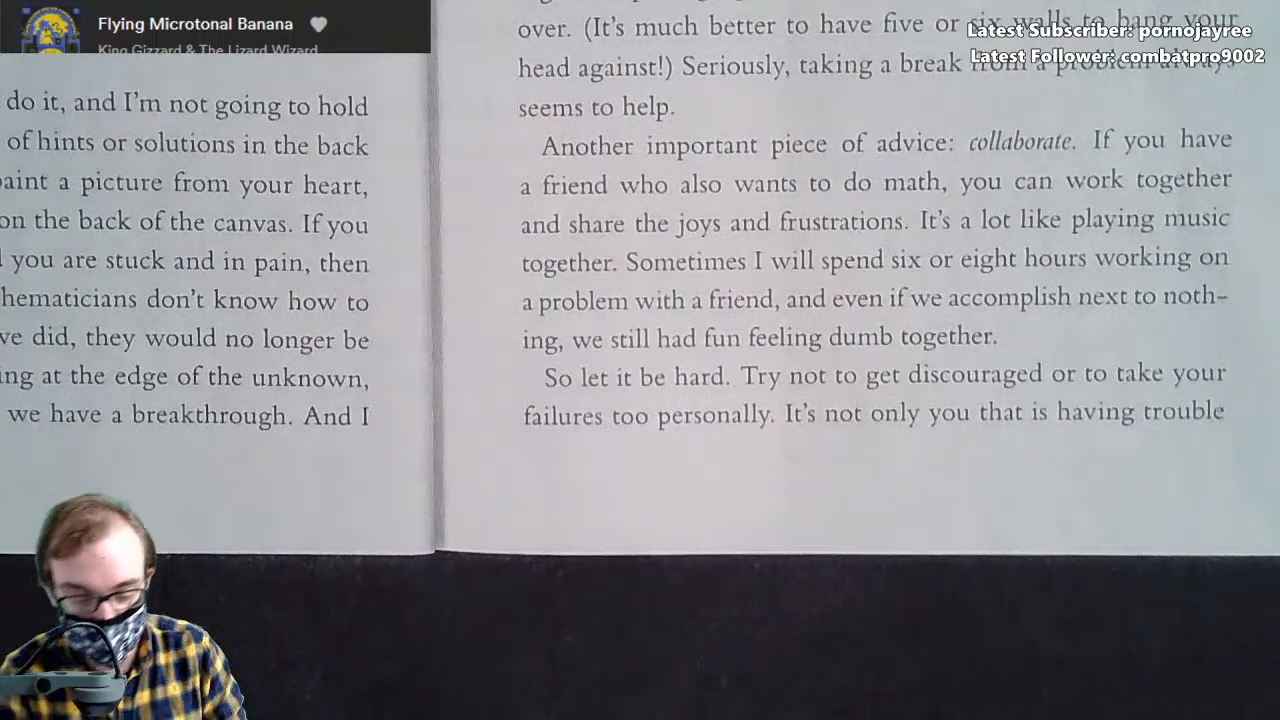 Flying Microtonal Banana
King Gizzard & The Lizard Wizard
Latest Subscriber: pornojayree
Latest Follower: combatpro9002
do it, and I'm not going to hold
of hints or solutions in the back
aint a picture from your heart,
on the back of the canvas. If you
you are stuck and in pain, then
hematicians don't know how to
ve did, they would no longer be
ing at the edge of the unknown,
we have a breakthrough. And I
over. (It's much better to have five or six walls to bang your
head against!) Seriously, taking a break from a problem always
seems to help.
Another important piece of advice: collaborate. If you have
a friend who also wants to do math, you can work together
and share the joys and frustrations. It's a lot like playing music
together. Sometimes I will spend six or eight hours working on
a problem with a friend, and even if we accomplish next to noth-
ing, we still had fun feeling dumb together.
So let it be hard. Try not to get discouraged or to take your
failures too personally. It's not only you that is having trouble